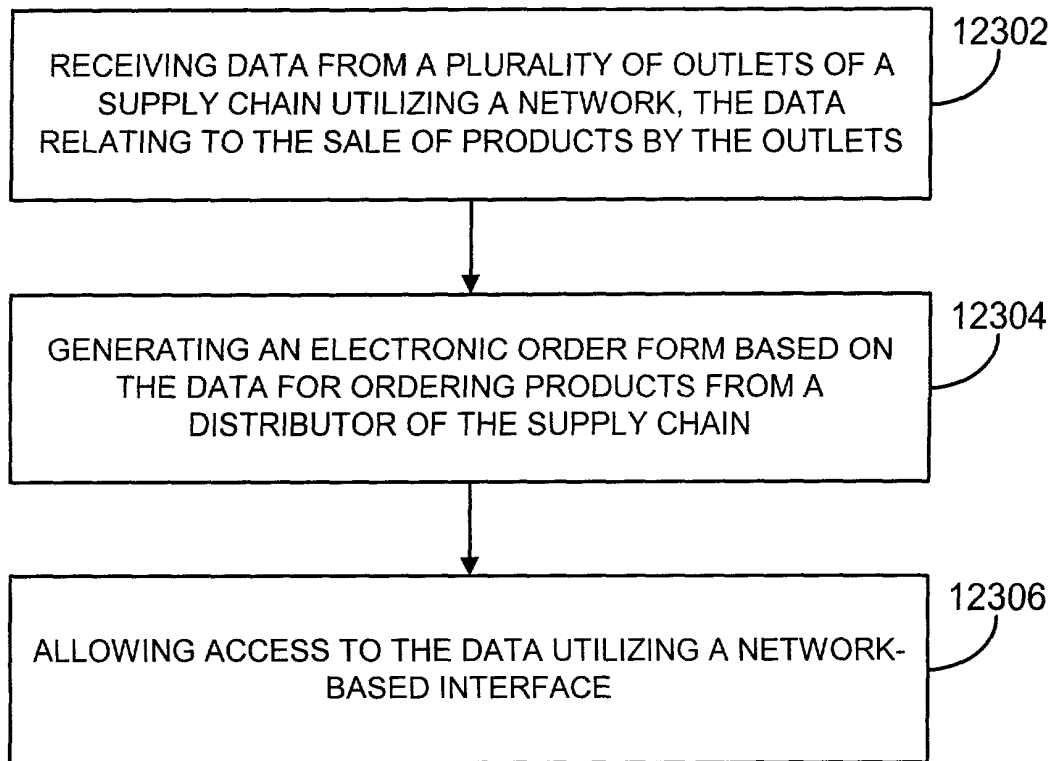 12302
RECEIVING DATA FROM A PLURALITY OF OUTLETS OF A
SUPPLY CHAIN UTILIZING A NETWORK, THE DATA
RELATING TO THE SALE OF PRODUCTS BY THE OUTLETS
12304
GENERATING AN ELECTRONIC ORDER FORM BASED ON
THE DATA FOR ORDERING PRODUCTS FROM A
DISTRIBUTOR OF THE SUPPLY CHAIN
12306
ALLOWING ACCESS TO THE DATA UTILIZING A NETWORK-
BASED INTERFACE